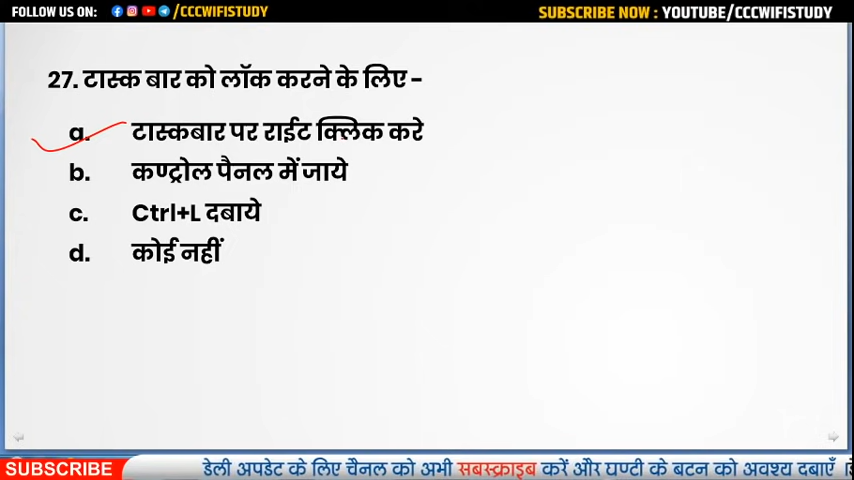 FOLLOW US ON: /CCCWIFISTUDY
SUBSCRIBE NOW : YOUTUBE/CCCWIFISTUDY
27. टास्क बार को लॉक करने के लिए -
a. टास्कबार पर राईट क्लिक करे
b. कण्ट्रोल पैनल में जाये
c. Ctrl+L दबाये
d. कोई नहीं
SUBSCRIBE डेली अपडेट के लिए चैनल को अभी सबस्क्राइब करें और घण्टी के बटन को अवश्य दबाएँ